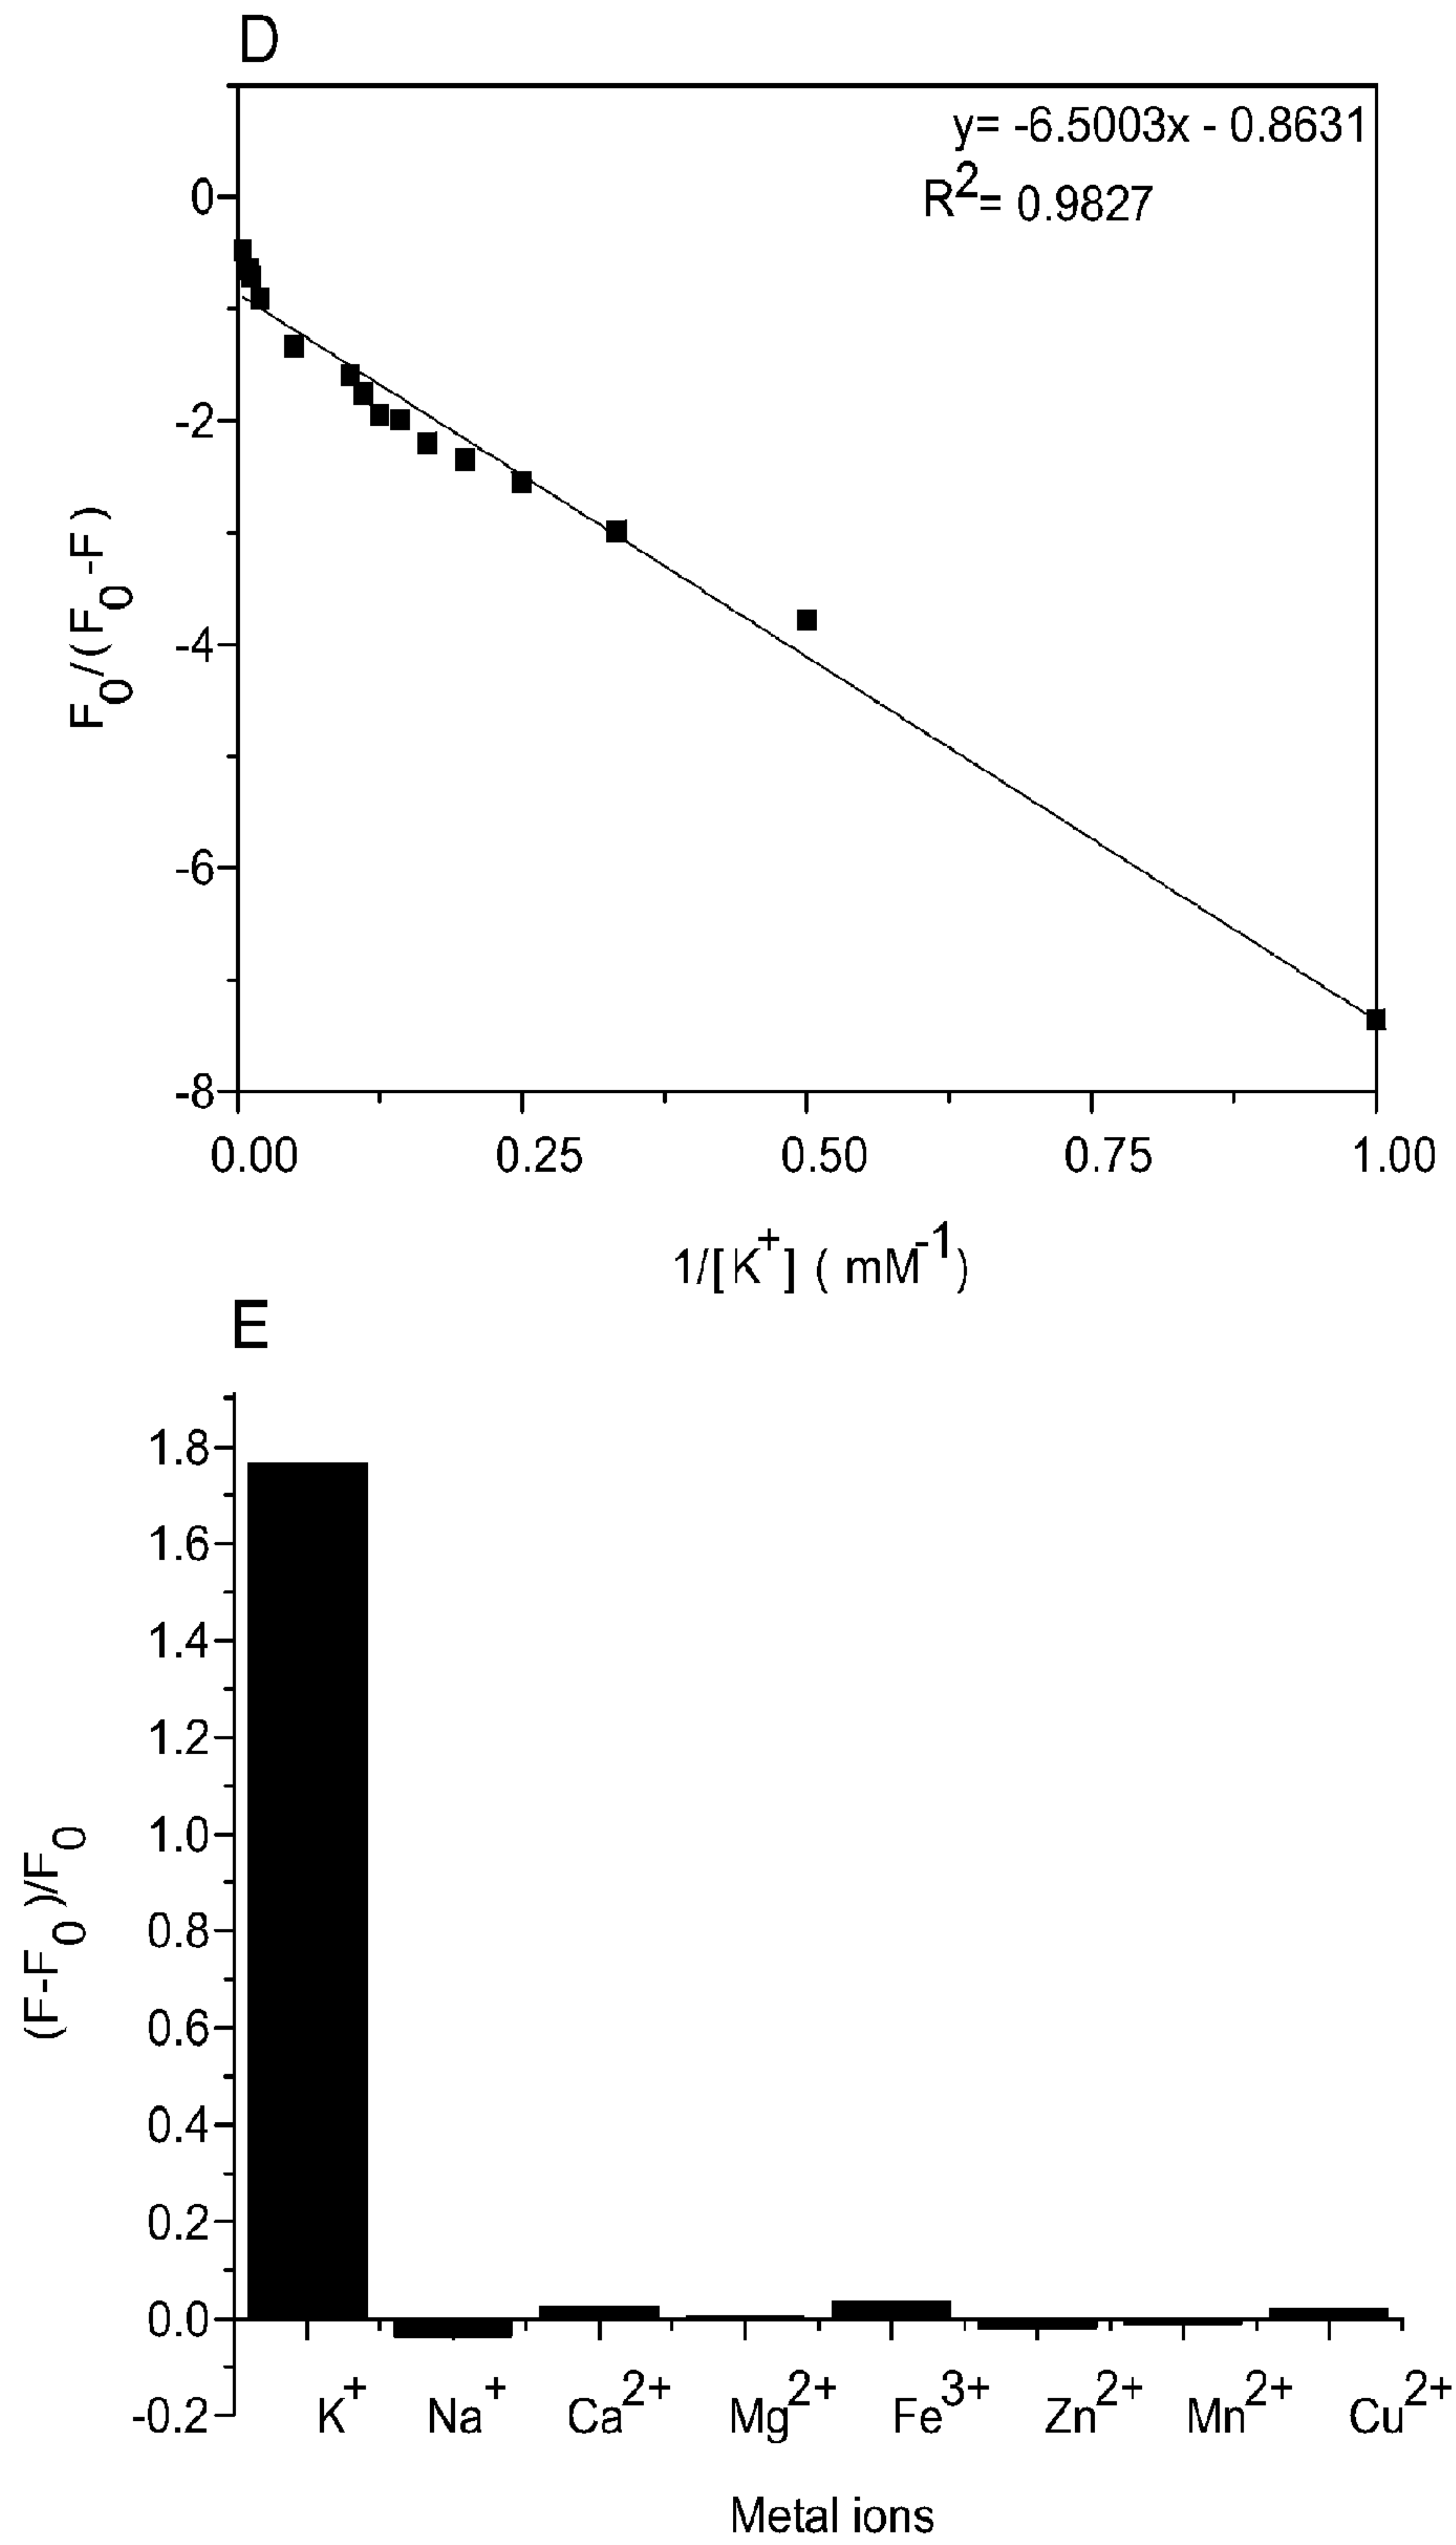 D
y= -6.5003x - 0.8631
R²= 0.9827
0
-2
-4
-6
-8
F₀/(F₀-F)
0.00 0.25 0.50 0.75 1.00
1/[K⁺] ( mM⁻¹)
E
1.8
1.6
1.4
1.2
1.0
0.8
0.6
0.4
0.2
0.0
-0.2
(F-F₀)/F₀
K⁺ Na⁺ Ca²⁺ Mg²⁺ Fe³⁺ Zn²⁺ Mn²⁺ Cu²⁺
Metal ions